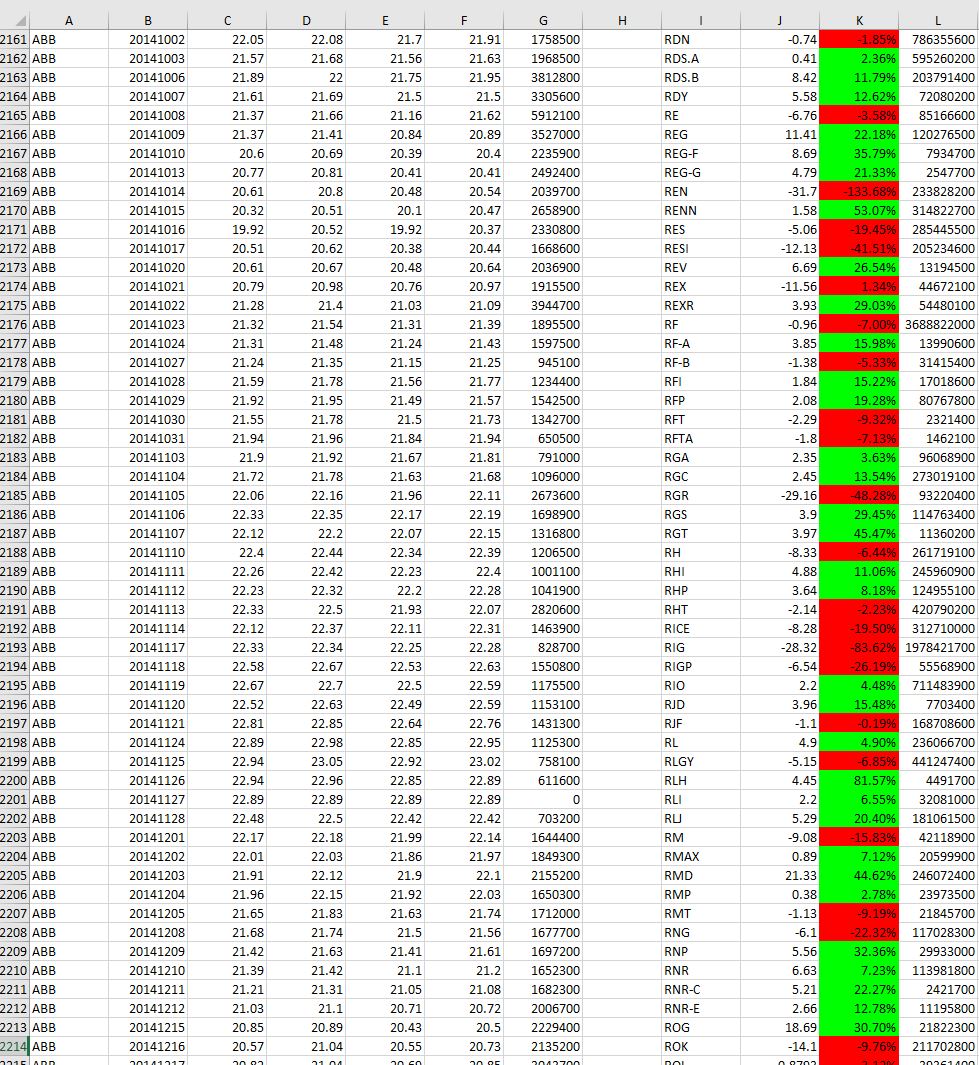 A B C D E F G H I J K L
2161 ABB 20141002 22.05 22.08 21.7 21.91 1758500 RDN -0.74 -1.85% 786355600
2162 ABB 20141003 21.57 21.68 21.56 21.63 1968500 RDS.A 0.41 2.36% 595260200
2163 ABB 20141006 21.89 22 21.75 21.95 3812800 RDS.B 8.42 11.79% 203791400
2164 ABB 20141007 21.61 21.69 21.5 21.5 3305600 RDY 5.58 12.62% 72080200
2165 ABB 20141008 21.37 21.66 21.16 21.62 5912100 RE -6.76 -3.58% 85166600
2166 ABB 20141009 21.37 21.41 20.84 20.89 3527000 REG 11.41 22.18% 120276500
2167 ABB 20141010 20.6 20.69 20.39 20.4 2235900 REG-F 8.69 35.79% 7934700
2168 ABB 20141013 20.77 20.81 20.41 20.41 2492400 REG-G 4.79 21.33% 2547700
2169 ABB 20141014 20.61 20.8 20.48 20.54 2039700 REN -31.7 -133.68% 233828200
2170 ABB 20141015 20.32 20.51 20.1 20.47 2658900 RENN 1.58 53.07% 314822700
2171 ABB 20141016 19.92 20.52 19.92 20.37 2330800 RES -5.06 -19.45% 285445500
2172 ABB 20141017 20.51 20.62 20.38 20.44 1668600 RESI -12.13 -41.51% 205234600
2173 ABB 20141020 20.61 20.67 20.48 20.64 2036900 REV 6.69 26.54% 13194500
2174 ABB 20141021 20.79 20.98 20.76 20.97 1915500 REX -11.56 1.34% 44672100
2175 ABB 20141022 21.28 21.4 21.03 21.09 3944700 REXR 3.93 29.03% 54480100
2176 ABB 20141023 21.32 21.54 21.31 21.39 1895500 RF -0.96 -7.00% 3688822000
2177 ABB 20141024 21.31 21.48 21.24 21.43 1597500 RF-A 3.85 15.98% 13990600
2178 ABB 20141027 21.24 21.35 21.15 21.25 945100 RF-B -1.38 -5.33% 31415400
2179 ABB 20141028 21.59 21.78 21.56 21.77 1234400 RFI 1.84 15.22% 17018600
2180 ABB 20141029 21.92 21.95 21.49 21.57 1542500 RFP 2.08 19.28% 80767800
2181 ABB 20141030 21.55 21.78 21.5 21.73 1342700 RFT -2.29 -9.32% 2321400
2182 ABB 20141031 21.94 21.96 21.84 21.94 650500 RFTA -1.8 -7.13% 1462100
2183 ABB 20141103 21.9 21.92 21.67 21.81 791000 RGA 2.35 3.63% 96068900
2184 ABB 20141104 21.72 21.78 21.63 21.68 1096000 RGC 2.45 13.54% 273019100
2185 ABB 20141105 22.06 22.16 21.96 22.11 2673600 RGR -29.16 -48.28% 93220400
2186 ABB 20141106 22.33 22.35 22.17 22.19 1698900 RGS 3.9 29.45% 114763400
2187 ABB 20141107 22.12 22.2 22.07 22.15 1316800 RGT 3.97 45.47% 11360200
2188 ABB 20141110 22.4 22.44 22.34 22.39 1206500 RH -8.33 -6.44% 261719100
2189 ABB 20141111 22.26 22.42 22.23 22.4 1001100 RHI 4.88 11.06% 245960900
2190 ABB 20141112 22.23 22.32 22.2 22.28 1041900 RHP 3.64 8.18% 124955100
2191 ABB 20141113 22.33 22.5 21.93 22.07 2820600 RHT -2.14 -2.23% 420790200
2192 ABB 20141114 22.12 22.37 22.11 22.31 1463900 RICE -8.28 -19.50% 312710000
2193 ABB 20141117 22.33 22.34 22.25 22.28 828700 RIG -28.32 -83.62% 1978421700
2194 ABB 20141118 22.58 22.67 22.53 22.63 1550800 RIGP -6.54 -26.19% 55568900
2195 ABB 20141119 22.67 22.7 22.5 22.59 1175500 RIO 2.2 4.48% 711483900
2196 ABB 20141120 22.52 22.63 22.49 22.59 1153100 RJD 3.96 15.48% 7703400
2197 ABB 20141121 22.81 22.85 22.64 22.76 1431300 RJF -1.1 -0.19% 168708600
2198 ABB 20141124 22.89 22.98 22.85 22.95 1125300 RL 4.9 4.90% 236066700
2199 ABB 20141125 22.94 23.05 22.92 23.02 758100 RLGY -5.15 -6.85% 441247400
2200 ABB 20141126 22.94 22.96 22.85 22.89 611600 RLH 4.45 81.57% 4491700
2201 ABB 20141127 22.89 22.89 22.89 22.89 0 RLI 2.2 6.55% 32081000
2202 ABB 20141128 22.48 22.5 22.42 22.42 703200 RLJ 5.29 20.40% 181061500
2203 ABB 20141201 22.17 22.18 21.99 22.14 1644400 RM -9.08 -15.83% 42118900
2204 ABB 20141202 22.01 22.03 21.86 21.97 1849300 RMAX 0.89 7.12% 20599900
2205 ABB 20141203 21.91 22.12 21.9 22.1 2155200 RMD 21.33 44.62% 246072400
2206 ABB 20141204 21.96 22.15 21.92 22.03 1650300 RMP 0.38 2.78% 23973500
2207 ABB 20141205 21.65 21.83 21.63 21.74 1712000 RMT -1.13 -9.19% 21845700
2208 ABB 20141208 21.68 21.74 21.5 21.56 1677700 RNG -6.1 -22.32% 117028300
2209 ABB 20141209 21.42 21.63 21.41 21.61 1697200 RNP 5.56 32.36% 29933000
2210 ABB 20141210 21.39 21.42 21.1 21.2 1652300 RNR 6.63 7.23% 113981800
2211 ABB 20141211 21.21 21.31 21.05 21.08 1682300 RNR-C 5.21 22.27% 2421700
2212 ABB 20141212 21.03 21.1 20.71 20.72 2006700 RNR-E 2.66 12.78% 11195800
2213 ABB 20141215 20.85 20.89 20.43 20.5 2229400 ROG 18.69 30.70% 21822300
2214 ABB 20141216 20.57 21.04 20.55 20.73 2135200 ROK -14.1 -9.76% 211702800